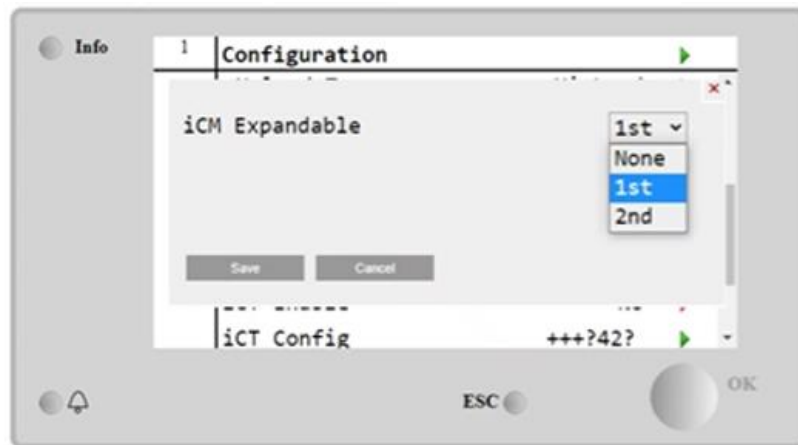 Info
1 Configuration
iCM Expandable 1st
None
1st
2nd
Save Cancel
iCT Config +++?42?
ESC
OK